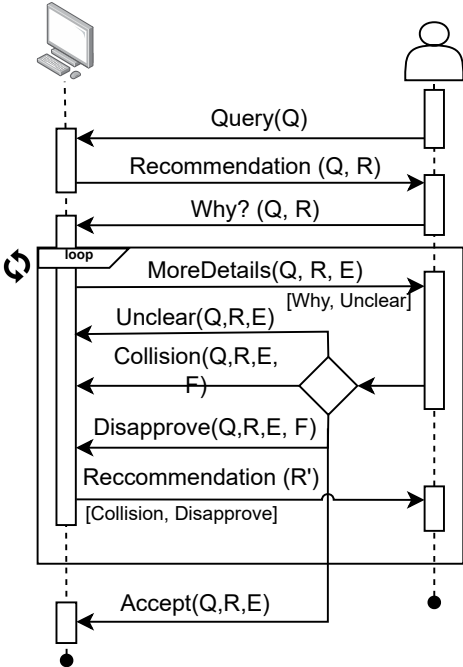 Query(Q)
Recommendation (Q, R)
Why? (Q, R)
loop
MoreDetails(Q, R, E)
[Why, Unclear]
Unclear(Q,R,E)
Collision(Q,R,E,
F)
Disapprove(Q,R,E, F)
Reccommendation (R')
[Collision, Disapprove]
Accept(Q,R,E)